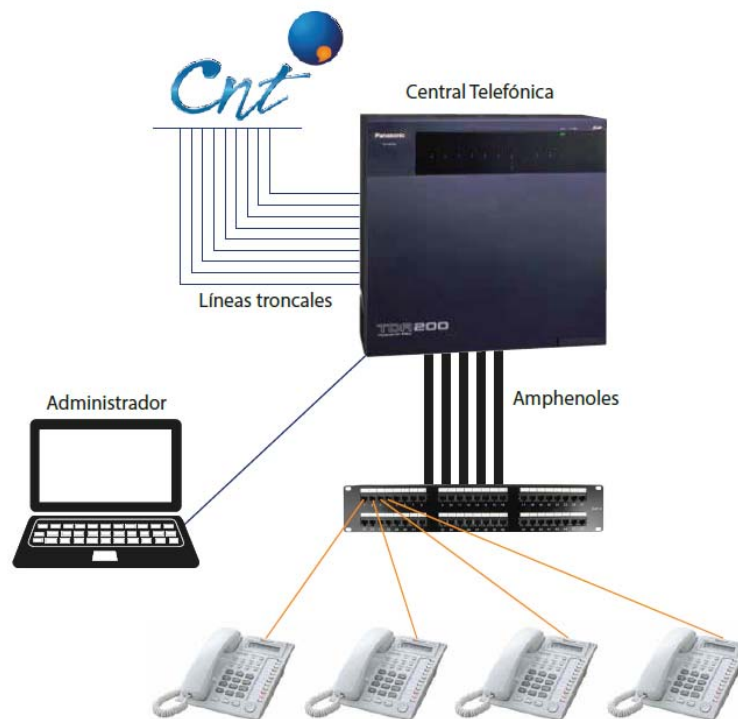 Cnt
Central Telefónica
Panasonic
Líneas troncales
TDA200
Administrador
Amphenoles